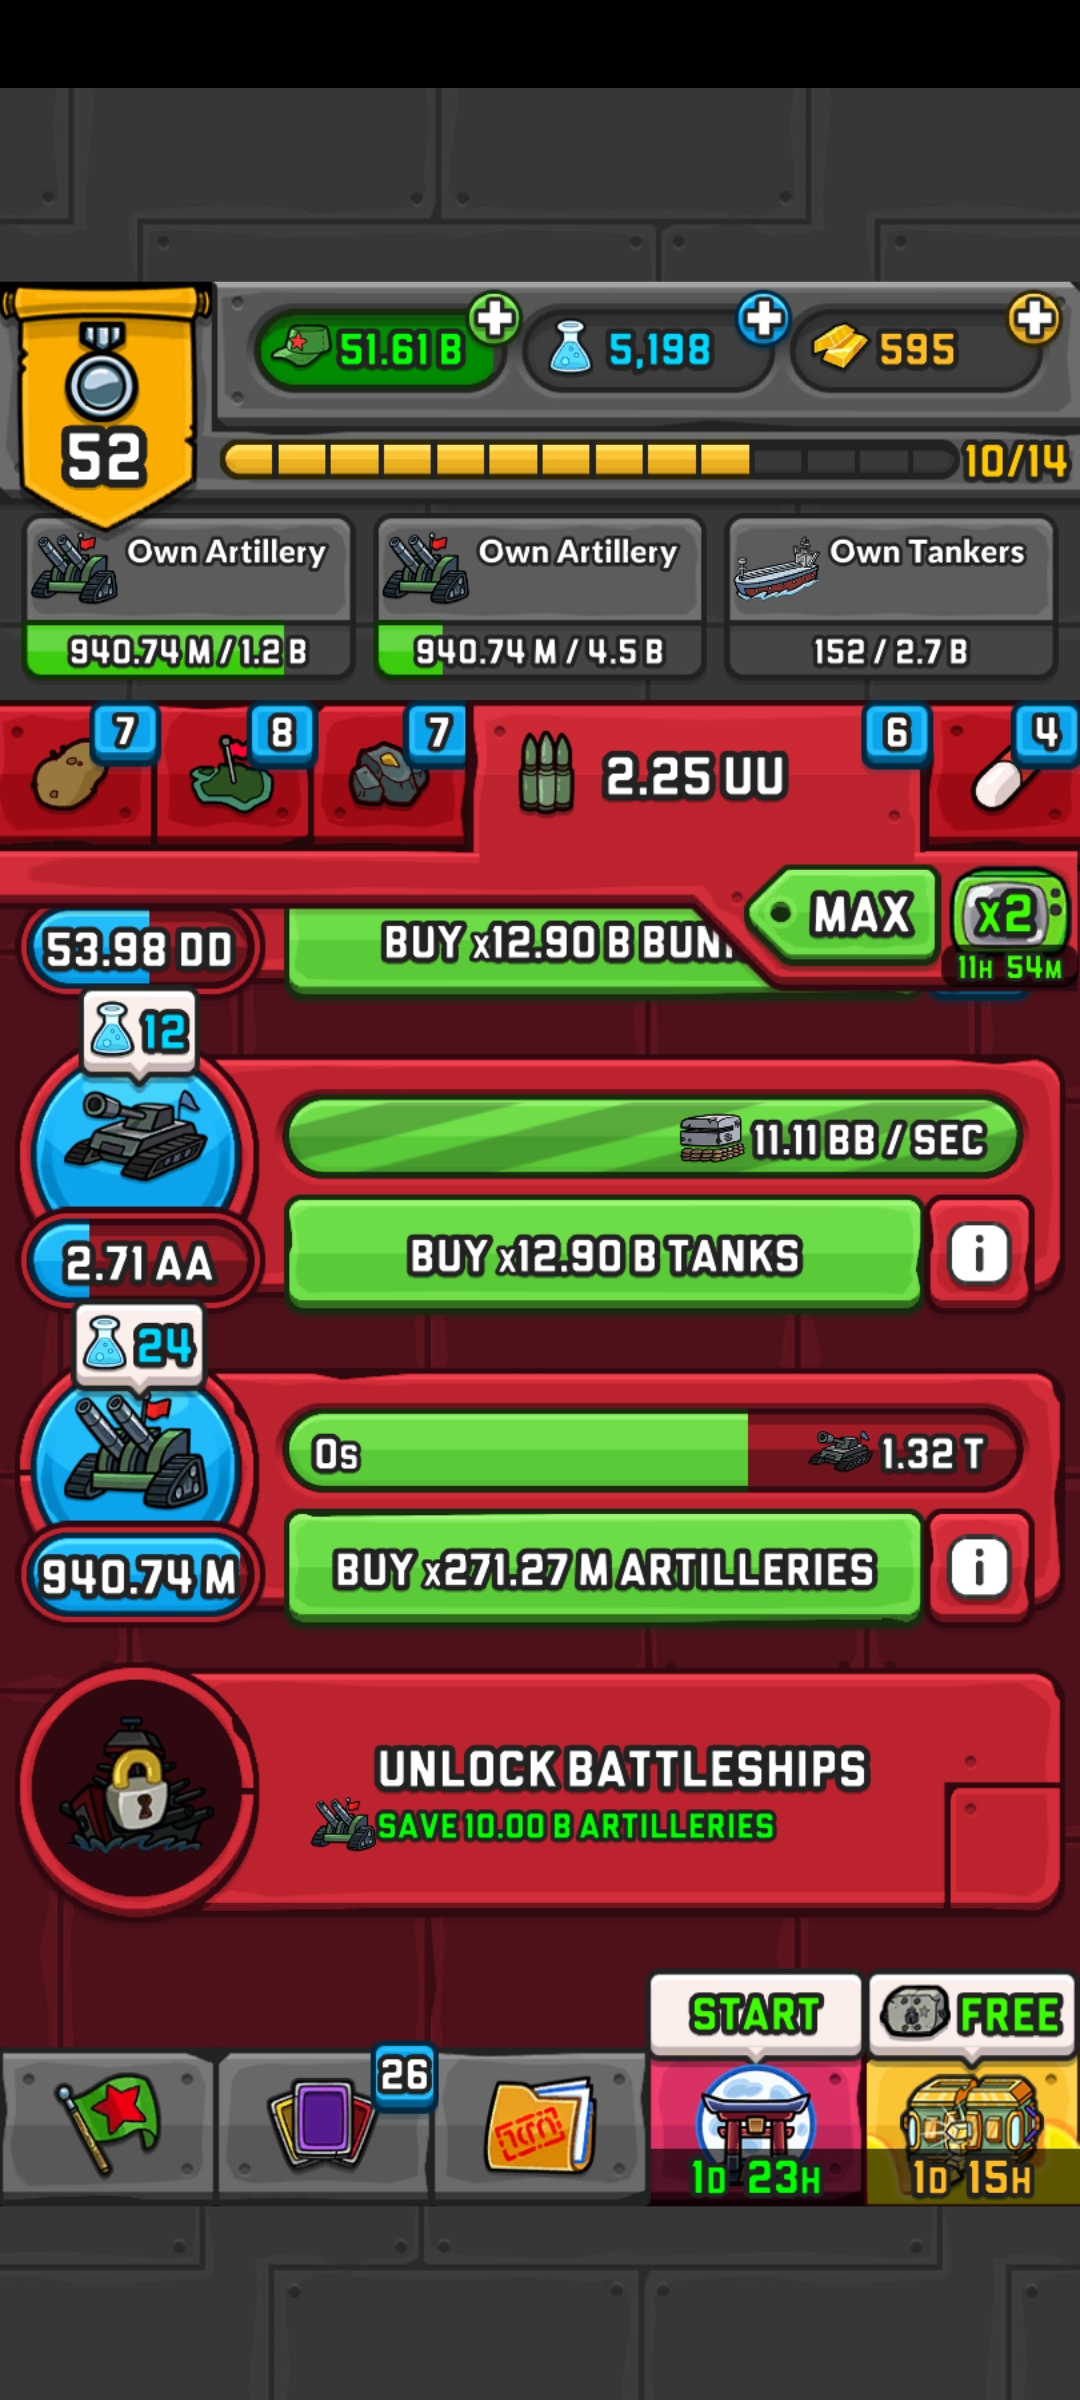 51.61 B
5,198
595
52
10/14
Own Artillery
940.74 M / 1.2 B
Own Artillery
940.74 M / 4.5 B
Own Tankers
152 / 2.7 B
7
8
7
2.25 UU
6
4
MAX
x2
11H 54M
53.98 DD
BUY x12.90 B BUN
12
11.11 BB / SEC
2.71 AA
BUY x12.90 B TANKS
24
0s
1.32 T
940.74 M
BUY x271.27 M ARTILLERIES
UNLOCK BATTLESHIPS
SAVE 10.00 B ARTILLERIES
START
FREE
26
1D 23H
1D 15H